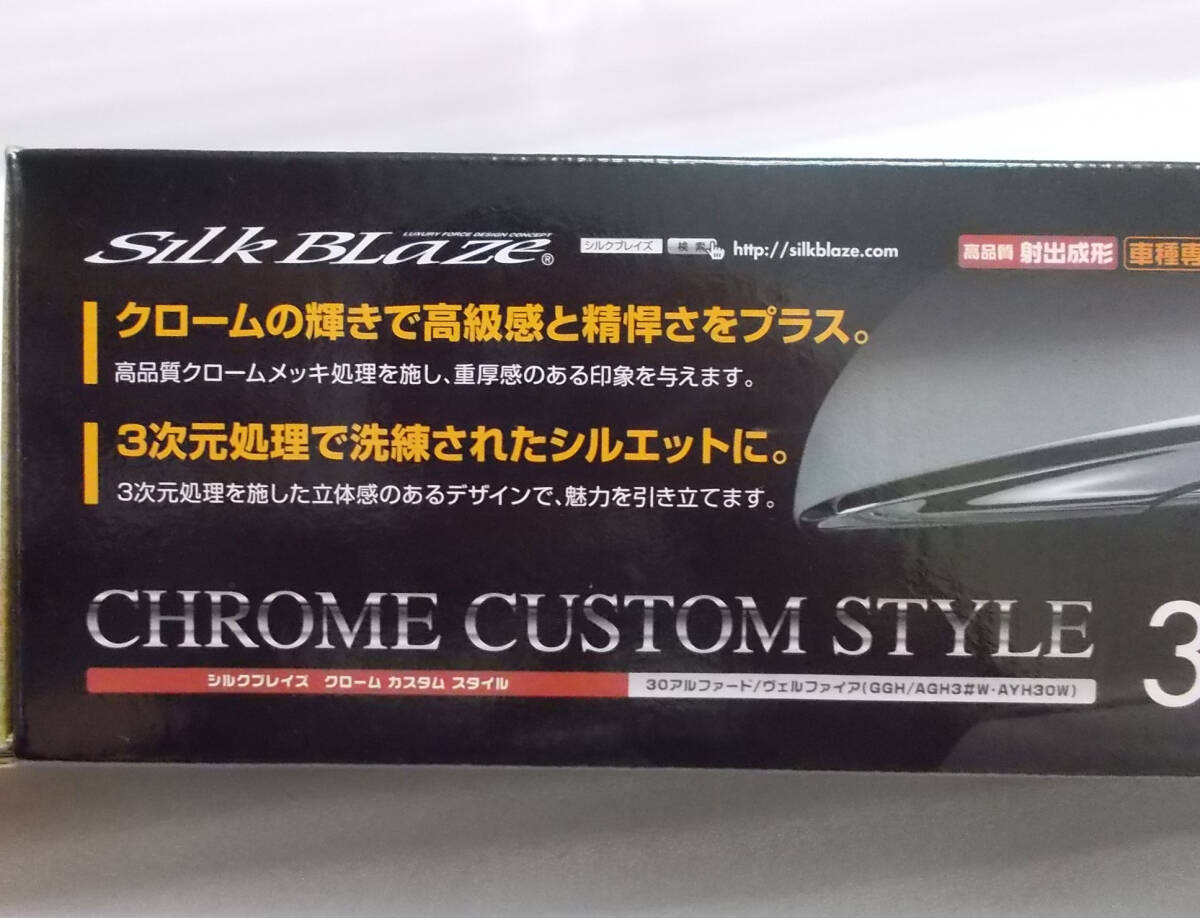 LUXURY FORCE DESIGN CONCEPT
Silk BLaze®
シルクブレイズ 検索 http://silkblaze.com
高品質 射出成形 車種専
クロームの輝きで高級感と精悍さをプラス。
高品質クロームメッキ処理を施し、重厚感のある印象を与えます。
3次元処理で洗練されたシルエットに。
3次元処理を施した立体感のあるデザインで、魅力を引き立てます。
CHROME CUSTOM STYLE 3
シルクブレイズ クローム カスタム スタイル
30アルファード/ヴェルファイア(GGH/AGH3#W・AYH30W)